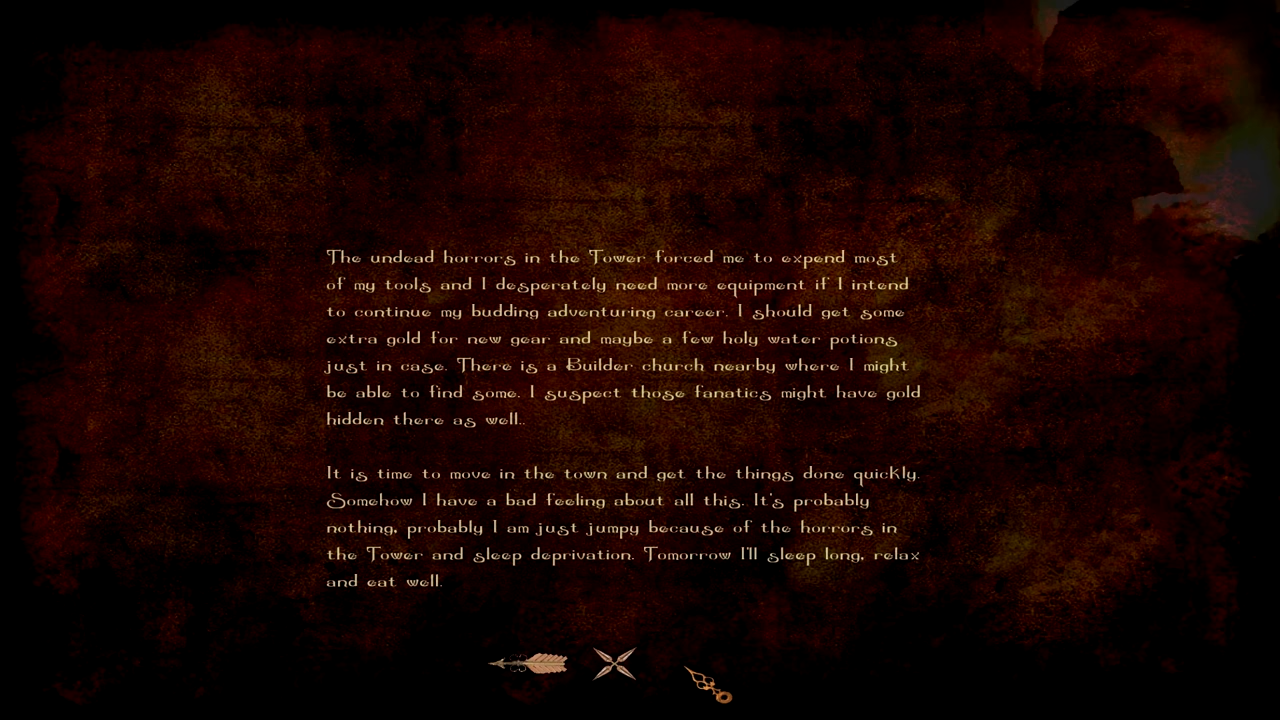 The undead horrors in the Tower forced me to expend most
of my tools and I desperately need more equipment if I intend
to continue my budding adventuring career. I should get some
extra gold for new gear and maybe a few holy water potions
just in case. There is a Builder church nearby where I might
be able to find some. I suspect those fanatics might have gold
hidden there as well..
It is time to move in the town and get the things done quickly.
Somehow I have a bad feeling about all this. It's probably
nothing, probably I am just jumpy because of the horrors in
the Tower and sleep deprivation. Tomorrow I'll sleep long, relax
and eat well.